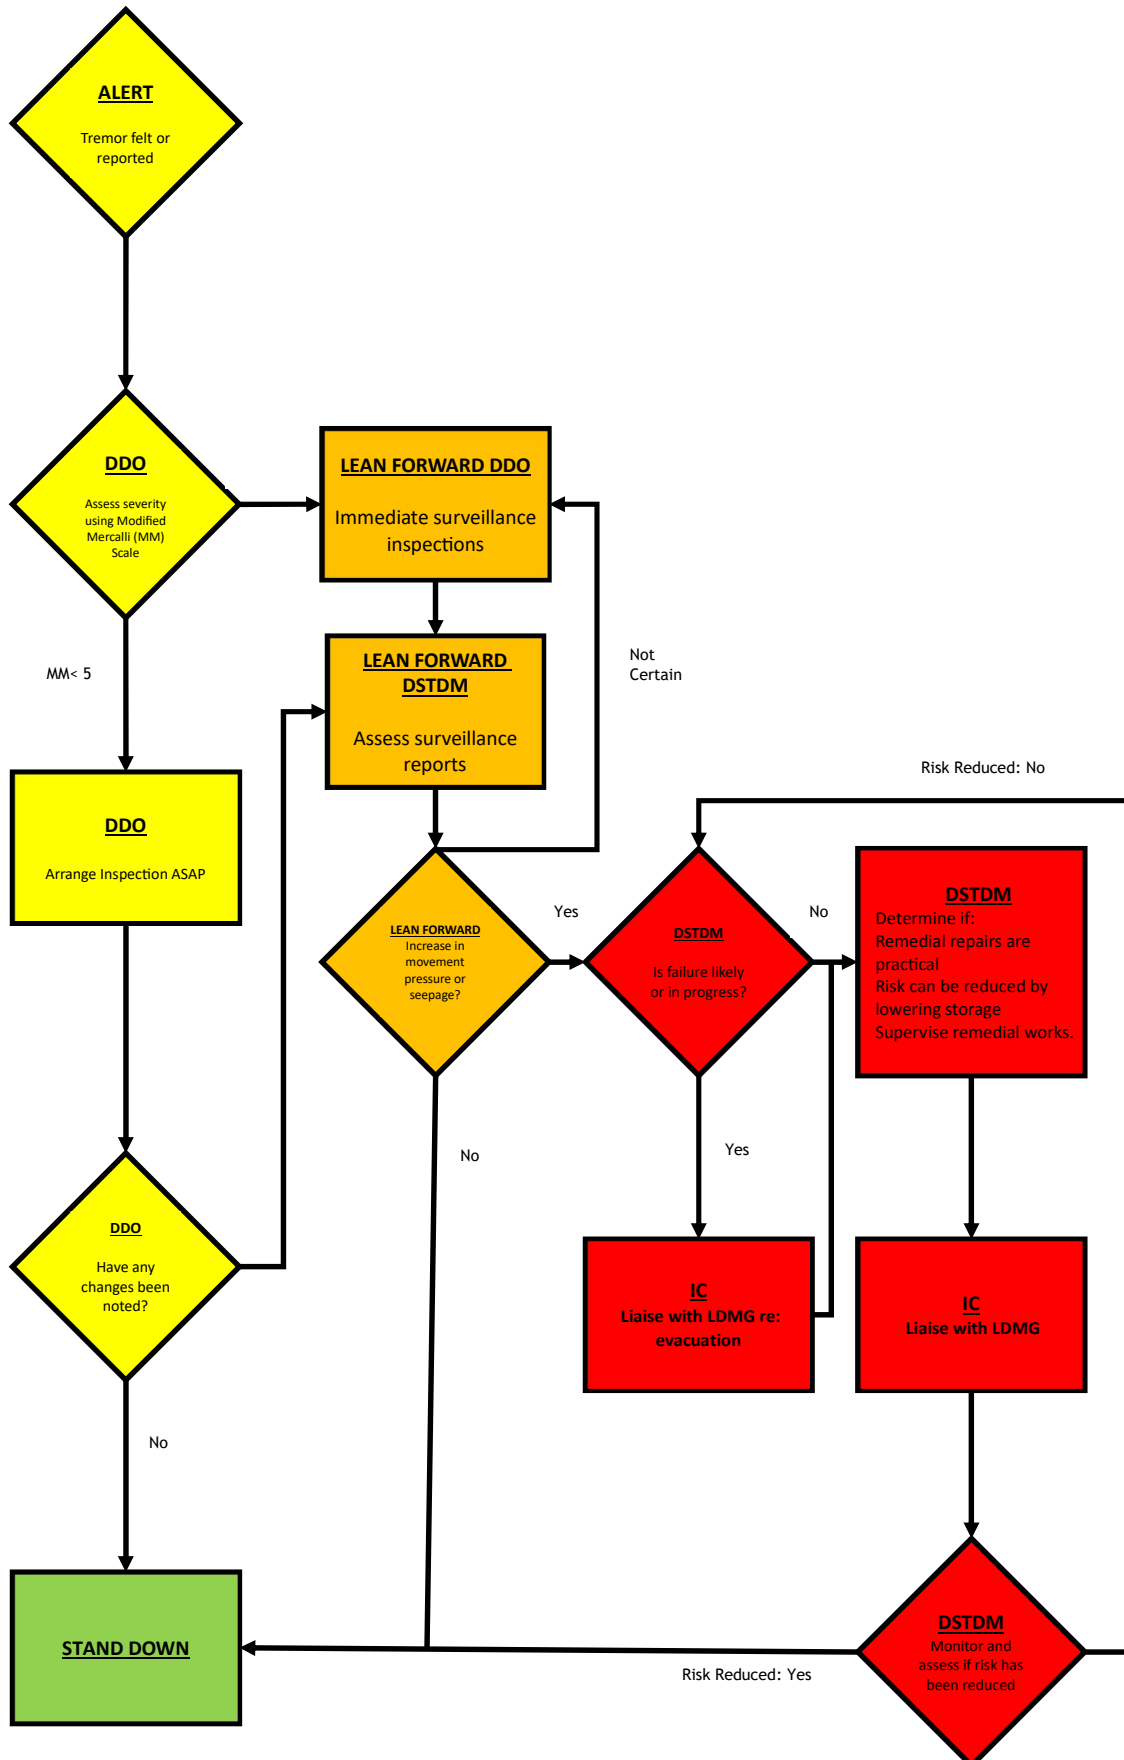 ALERT
Tremor felt or
reported
DDO
Assess severity
using Modified
Mercalli (MM)
Scale
LEAN FORWARD DDO
Immediate surveillance
inspections
LEAN FORWARD
DSTDM
Assess surveillance
reports
Not
Certain
MM< 5
Risk Reduced: No
DDO
Arrange Inspection ASAP
LEAN FORWARD
Increase in
movement
pressure or
seepage?
Yes
DSTDM
Is failure likely
or in progress?
No
DSTDM
Determine if:
Remedial repairs are
practical
Risk can be reduced by
lowering storage
Supervise remedial works.
No
Yes
DDO
Have any
changes been
noted?
IC
Liaise with LDMG re:
evacuation
IC
Liaise with LDMG
No
STAND DOWN
Risk Reduced: Yes
DSTDM
Monitor and
assess if risk has
been reduced